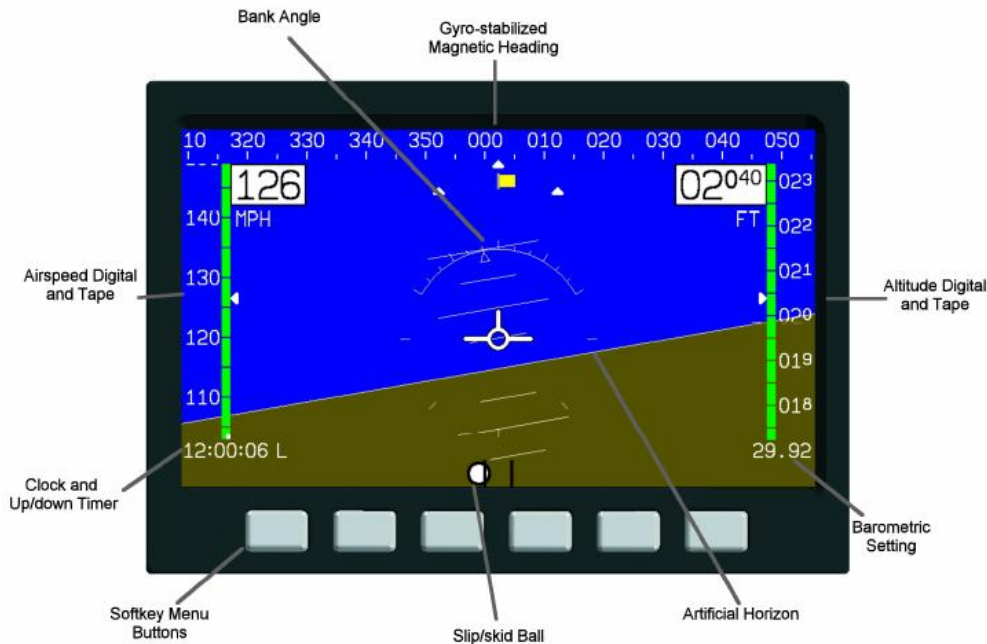 Bank Angle
Gyro-stabilized
Magnetic Heading
10 320 330 340 350 000 010 020 030 040 050
126
MPH
140
130
120
110
02040
FT
023
022
021
020
019
018
Airspeed Digital
and Tape
Altitude Digital
and Tape
12:00:06 L
29.92
Clock and
Up/down Timer
Barometric
Setting
Softkey Menu
Buttons
Slip/skid Ball
Artificial Horizon